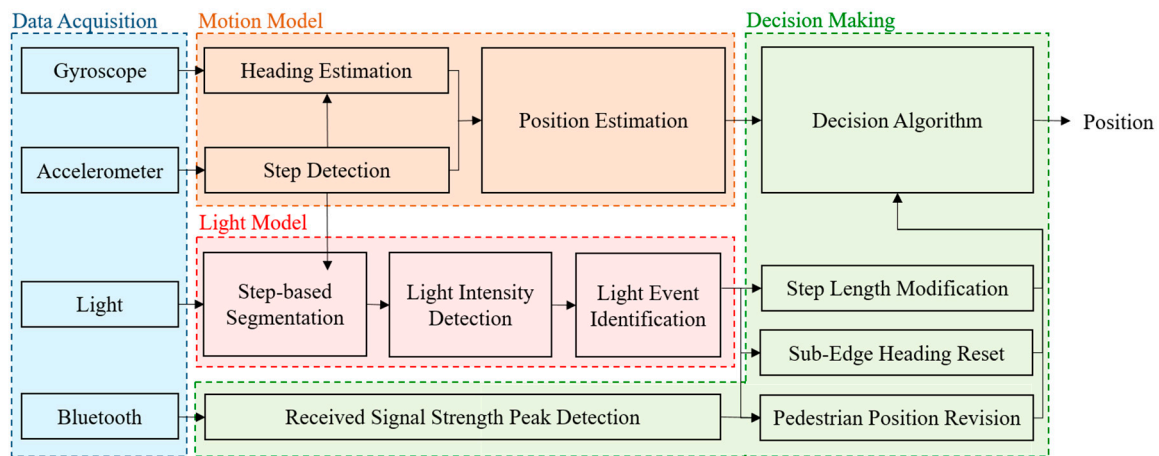 Data Acquisition
Motion Model
Decision Making
Gyroscope
Heading Estimation
Position Estimation
Decision Algorithm
Position
Accelerometer
Step Detection
Light Model
Light
Step-based
Segmentation
Light Intensity
Detection
Light Event
Identification
Step Length Modification
Sub-Edge Heading Reset
Bluetooth
Received Signal Strength Peak Detection
Pedestrian Position Revision